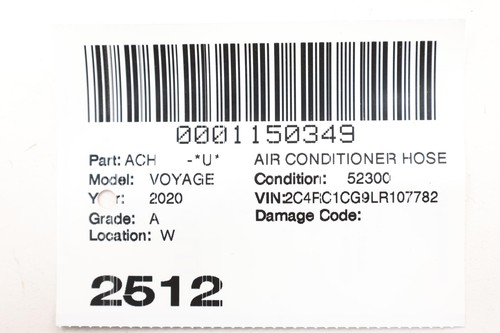 0001150349
Part: ACH -*U* AIR CONDITIONER HOSE
Model: VOYAGE Condition: 52300
Year: 2020 VIN:2C4RC1CG9LR107782
Grade: A Damage Code:
Location: W
2512